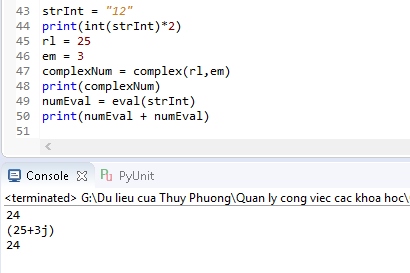 43 strInt = "12"
44 print(int(strInt)*2)
45 rl = 25
46 em = 3
47 complexNum = complex(rl,em)
48 print(complexNum)
49 numEval = eval(strInt)
50 print(numEval + numEval)
51
Console PyUnit
<terminated> G:\Du lieu cua Thuy Phuong\Quan ly cong viec cac khoa hoc\
24
(25+3j)
24